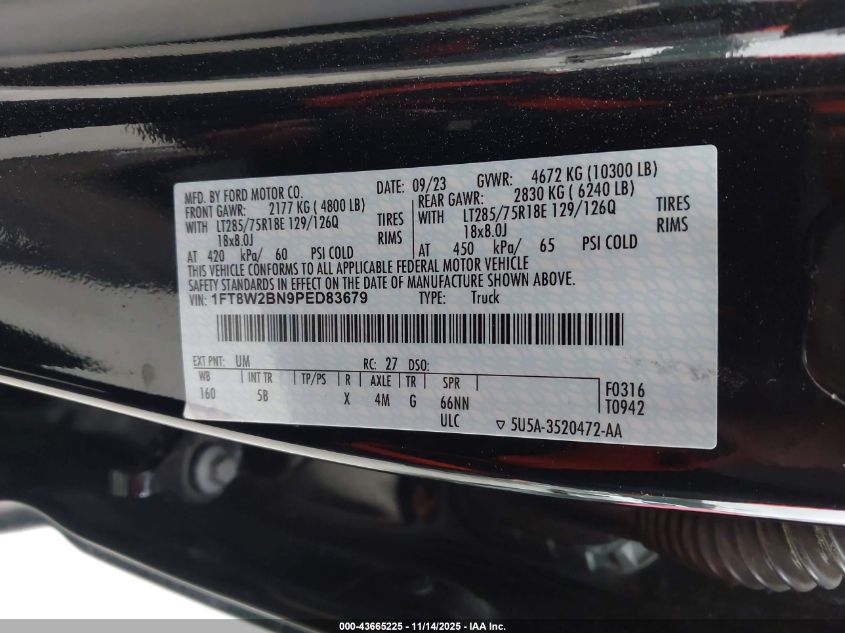 MFD. BY FORD MOTOR CO. DATE: 09/23 GVWR: 4672 KG (10300 LB)
FRONT GAWR: 2177 KG ( 4800 LB) REAR GAWR: 2830 KG ( 6240 LB)
WITH LT285/75R18E 129/126Q TIRES WITH LT285/75R18E 129/126Q TIRES
18x8.0J RIMS 18x8.0J RIMS
AT 420 kPa/ 60 PSI COLD AT 450 kPa/ 65 PSI COLD
THIS VEHICLE CONFORMS TO ALL APPLICABLE FEDERAL MOTOR VEHICLE
SAFETY STANDARDS IN EFFECT ON THE DATE OF MANUFACTURE SHOWN ABOVE.
VIN: 1FT8W2BN9PED83679 TYPE: Truck
EXT PNT: UM RC: 27 DSO:
WB INT TR TP/PS R AXLE TR SPR
160 5B X 4M G 66NN
ULC
F0316
T0942
▽ 5U5A-3520472-AA
000-43665225 - 11/14/2025 - IAA Inc.